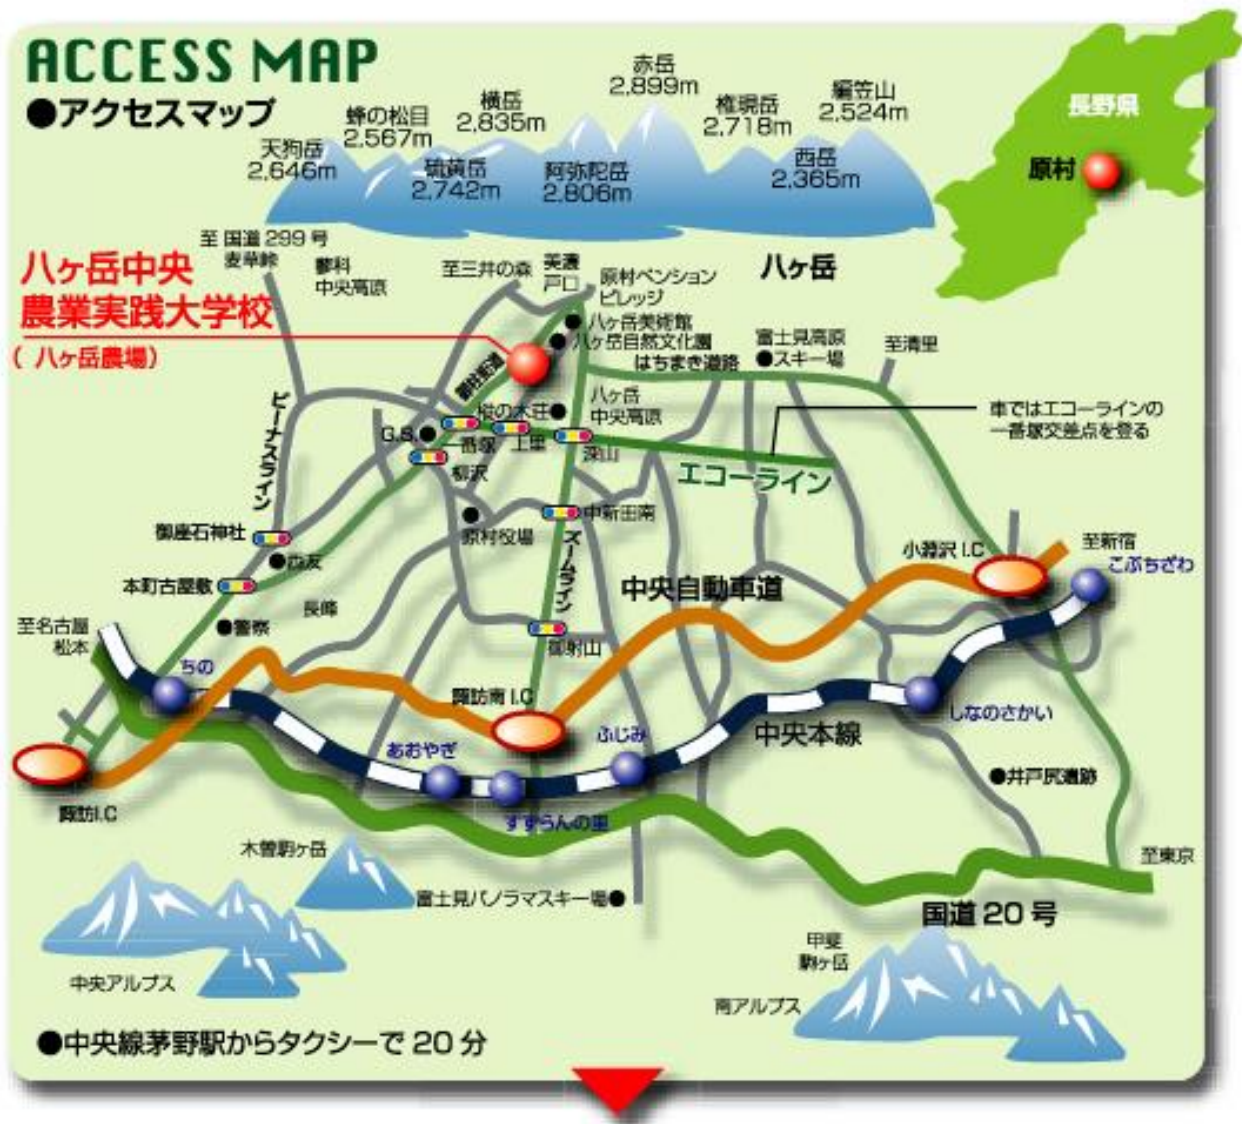 ACCESS MAP
●アクセスマップ
赤岳
2,899m
編笠山
2,524m
横岳
2,835m
権現岳
2,718m
蜂の松目
2,567m
天狗岳
2,646m
硫黄岳
2,742m
阿弥陀岳
2,806m
西岳
2,365m
長野県
原村
八ヶ岳
八ヶ岳中央
農業実践大学校
( 八ヶ岳農場)
至 国道 299 号
麦草峠
蓼科
中央高原
至三井の森
美濃
戸口
原村ペンション
ビレッジ
八ヶ岳美術館
八ヶ岳自然文化園
はちまき道路
富士見高原
●スキー場
至清里
御柱街道
ビーナスライン
樅の木荘●
八ヶ岳
中央高原
G.S.●
一番塚
上里
深山
柳沢
車ではエコーラインの
一番塚交差点を登る
エコーライン
原村役場
中新田南
ズームライン
御座石神社
●西友
本町古屋敷
長峰
●警察
御射山
中央自動車道
小淵沢 I.C
至新宿
こぶちざわ
至名古屋
松本
ちの
諏訪南 I.C
あおやぎ
ふじみ
すずらんの里
中央本線
しなのさかい
●井戸尻遺跡
諏訪I.C
至東京
国道 20 号
木曽駒ヶ岳
富士見パノラマスキー場●
中央アルプス
甲斐
駒ヶ岳
南アルプス
●中央線茅野駅からタクシーで 20 分